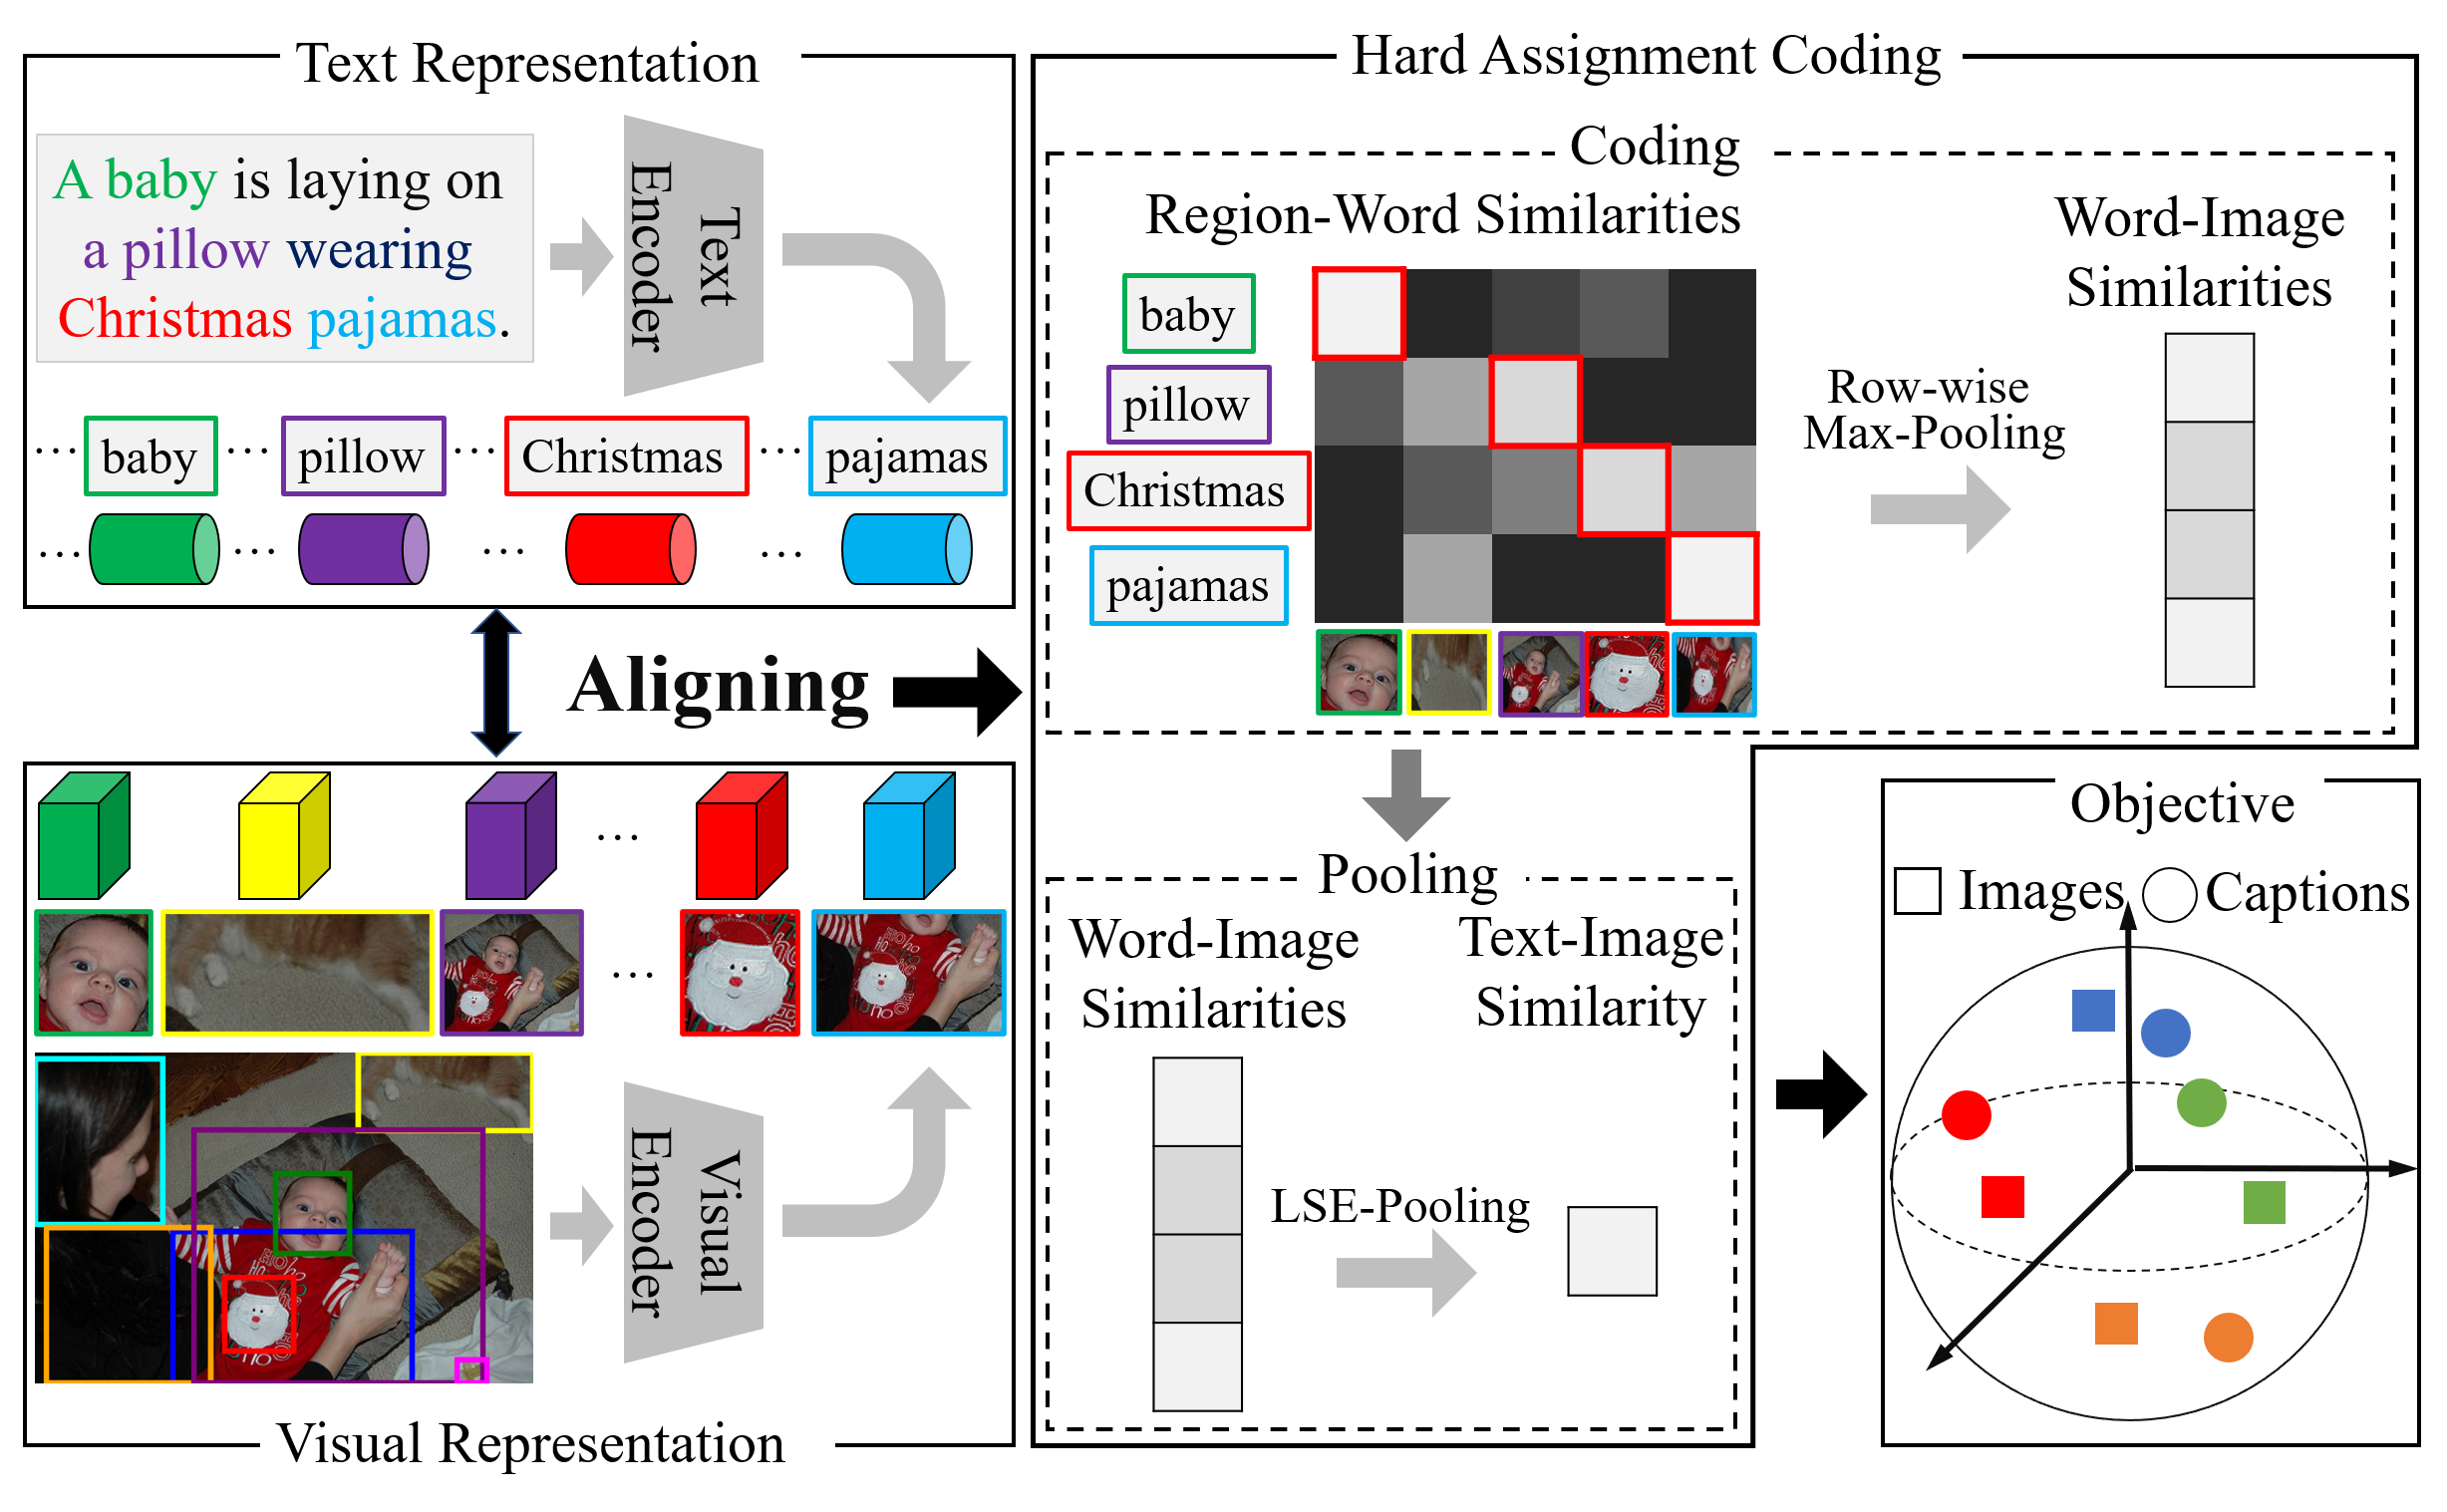 Text Representation
A baby is laying on
a pillow wearing
Christmas pajamas.
Text
Encoder
… baby … pillow … Christmas … pajamas
… … … …
Aligning
…
…
Visual
Encoder
Visual Representation
Hard Assignment Coding
Coding
Region-Word Similarities
baby
pillow
Christmas
pajamas
Row-wise
Max-Pooling
Word-Image
Similarities
Pooling
Word-Image
Similarities
LSE-Pooling
Text-Image
Similarity
Objective
Images Captions